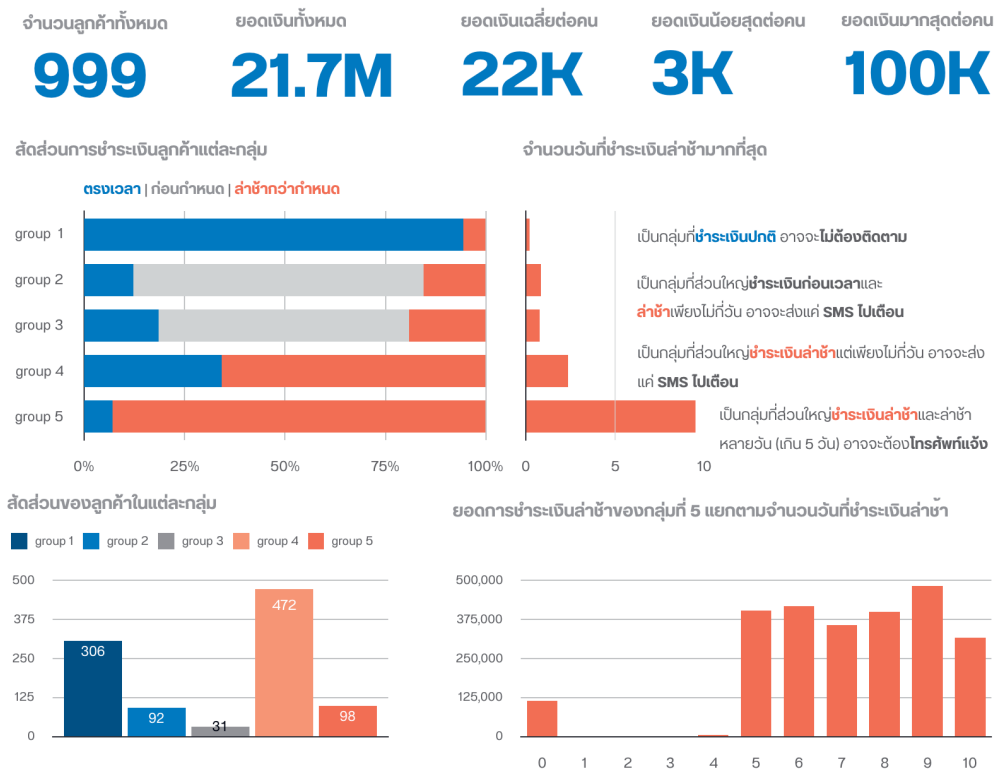 จำนวนลูกค้าทั้งหมด
999
ยอดเงินทั้งหมด
21.7M
ยอดเงินเฉลี่ยต่อคน
22K
ยอดเงินน้อยสุดต่อคน
3K
ยอดเงินมากสุดต่อคน
100K
สัดส่วนการชำระเงินลูกค้าแต่ละกลุ่ม
ตรงเวลา | ก่อนกำหนด | ล่าช้ากว่ากำหนด
group 1
group 2
group 3
group 4
group 5
0% 25% 50% 75% 100%
จำนวนวันที่ชำระเงินล่าช้ามากที่สุด
เป็นกลุ่มที่ชำระเงินปกติ อาจจะไม่ต้องติดตาม
เป็นกลุ่มที่ส่วนใหญ่ชำระเงินก่อนเวลาและ
ล่าช้าเพียงไม่กี่วัน อาจจะส่งแค่ SMS ไปเตือน
เป็นกลุ่มที่ส่วนใหญ่ชำระเงินล่าช้าแต่เพียงไม่กี่วัน อาจจะส่ง
แค่ SMS ไปเตือน
เป็นกลุ่มที่ส่วนใหญ่ชำระเงินล่าช้าและล่าช้า
หลายวัน (เกิน 5 วัน) อาจจะต้องโทรศัพท์แจ้ง
0 5 10
สัดส่วนของลูกค้าในแต่ละกลุ่ม
group 1 group 2 group 3 group 4 group 5
500
375
250
125
0
306
92
31
472
98
ยอดการชำระเงินล่าช้าของกลุ่มที่ 5 แยกตามจำนวนวันที่ชำระเงินล่าช้า
500,000
375,000
250,000
125,000
0
0 1 2 3 4 5 6 7 8 9 10